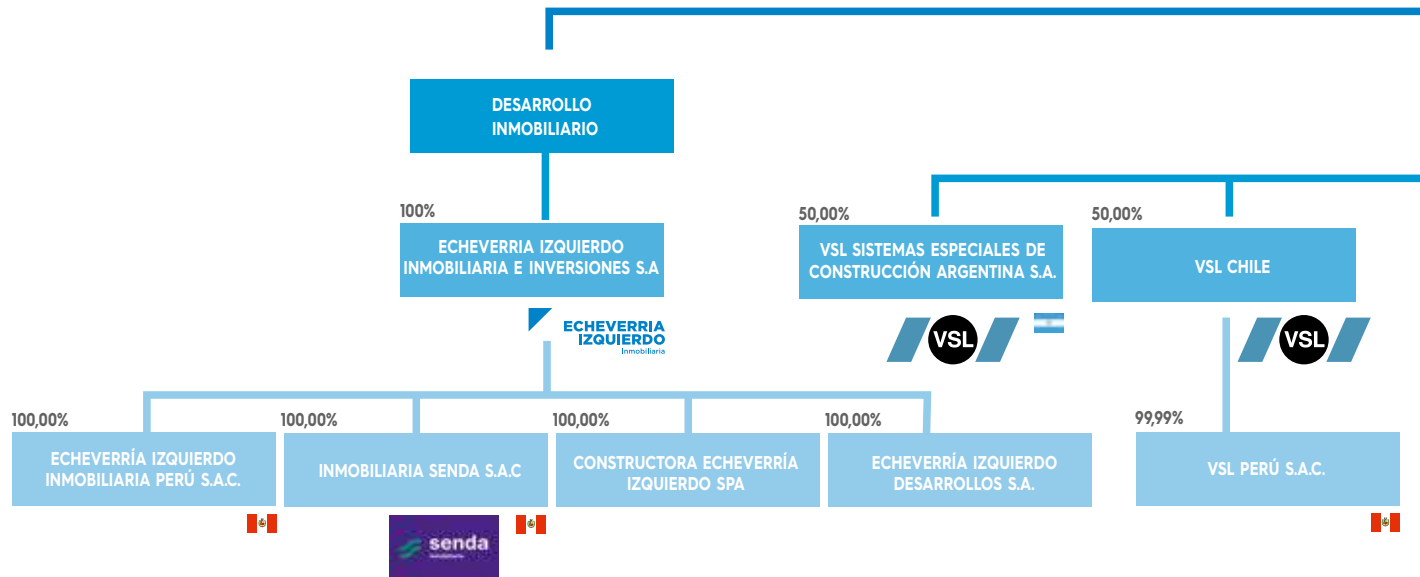 DESARROLLO
INMOBILIARIO
100%
ECHEVERRIA IZQUIERDO
INMOBILIARIA E INVERSIONES S.A
ECHEVERRIA
IZQUIERDO
Inmobiliaria
50,00%
VSL SISTEMAS ESPECIALES DE
CONSTRUCCIÓN ARGENTINA S.A.
VSL
50,00%
VSL CHILE
VSL
100,00%
ECHEVERRÍA IZQUIERDO
INMOBILIARIA PERÚ S.A.C.
100,00%
INMOBILIARIA SENDA S.A.C
senda
100,00%
CONSTRUCTORA ECHEVERRÍA
IZQUIERDO SPA
100,00%
ECHEVERRÍA IZQUIERDO
DESARROLLOS S.A.
99,99%
VSL PERÚ S.A.C.